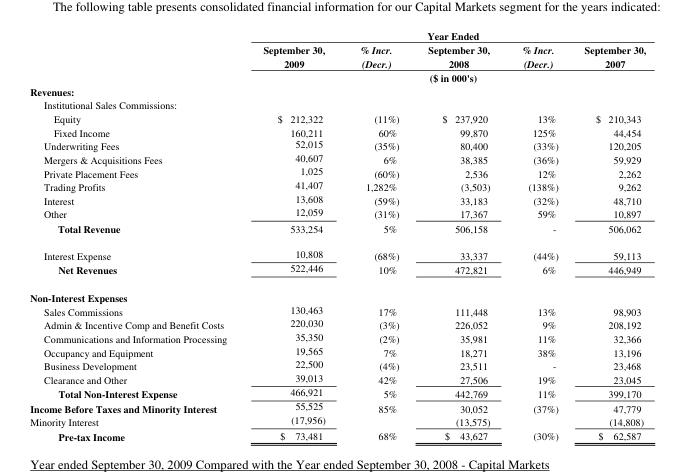 The following table presents consolidated financial information for our Capital Markets segment for the years indicated:
Year Ended
September 30, % Incr. September 30, % Incr. September 30,
2009 (Decr.) 2008 (Decr.) 2007
($ in 000's)
Revenues:
Institutional Sales Commissions:
Equity $ 212,322 (11%) $ 237,920 13% $ 210,343
Fixed Income 160,211 60% 99,870 125% 44,454
Underwriting Fees 52,015 (35%) 80,400 (33%) 120,205
Mergers & Acquisitions Fees 40,607 6% 38,385 (36%) 59,929
Private Placement Fees 1,025 (60%) 2,536 12% 2,262
Trading Profits 41,407 1,282% (3,503) (138%) 9,262
Interest 13,608 (59%) 33,183 (32%) 48,710
Other 12,059 (31%) 17,367 59% 10,897
Total Revenue 533,254 5% 506,158 - 506,062
Interest Expense 10,808 (68%) 33,337 (44%) 59,113
Net Revenues 522,446 10% 472,821 6% 446,949
Non-Interest Expenses
Sales Commissions 130,463 17% 111,448 13% 98,903
Admin & Incentive Comp and Benefit Costs 220,030 (3%) 226,052 9% 208,192
Communications and Information Processing 35,350 (2%) 35,981 11% 32,366
Occupancy and Equipment 19,565 7% 18,271 38% 13,196
Business Development 22,500 (4%) 23,511 - 23,468
Clearance and Other 39,013 42% 27,506 19% 23,045
Total Non-Interest Expense 466,921 5% 442,769 11% 399,170
Income Before Taxes and Minority Interest 55,525 85% 30,052 (37%) 47,779
Minority Interest (17,956) (13,575) (14,808)
Pre-tax Income $ 73,481 68% $ 43,627 (30%) $ 62,587
Year ended September 30, 2009 Compared with the Year ended September 30, 2008 - Capital Markets